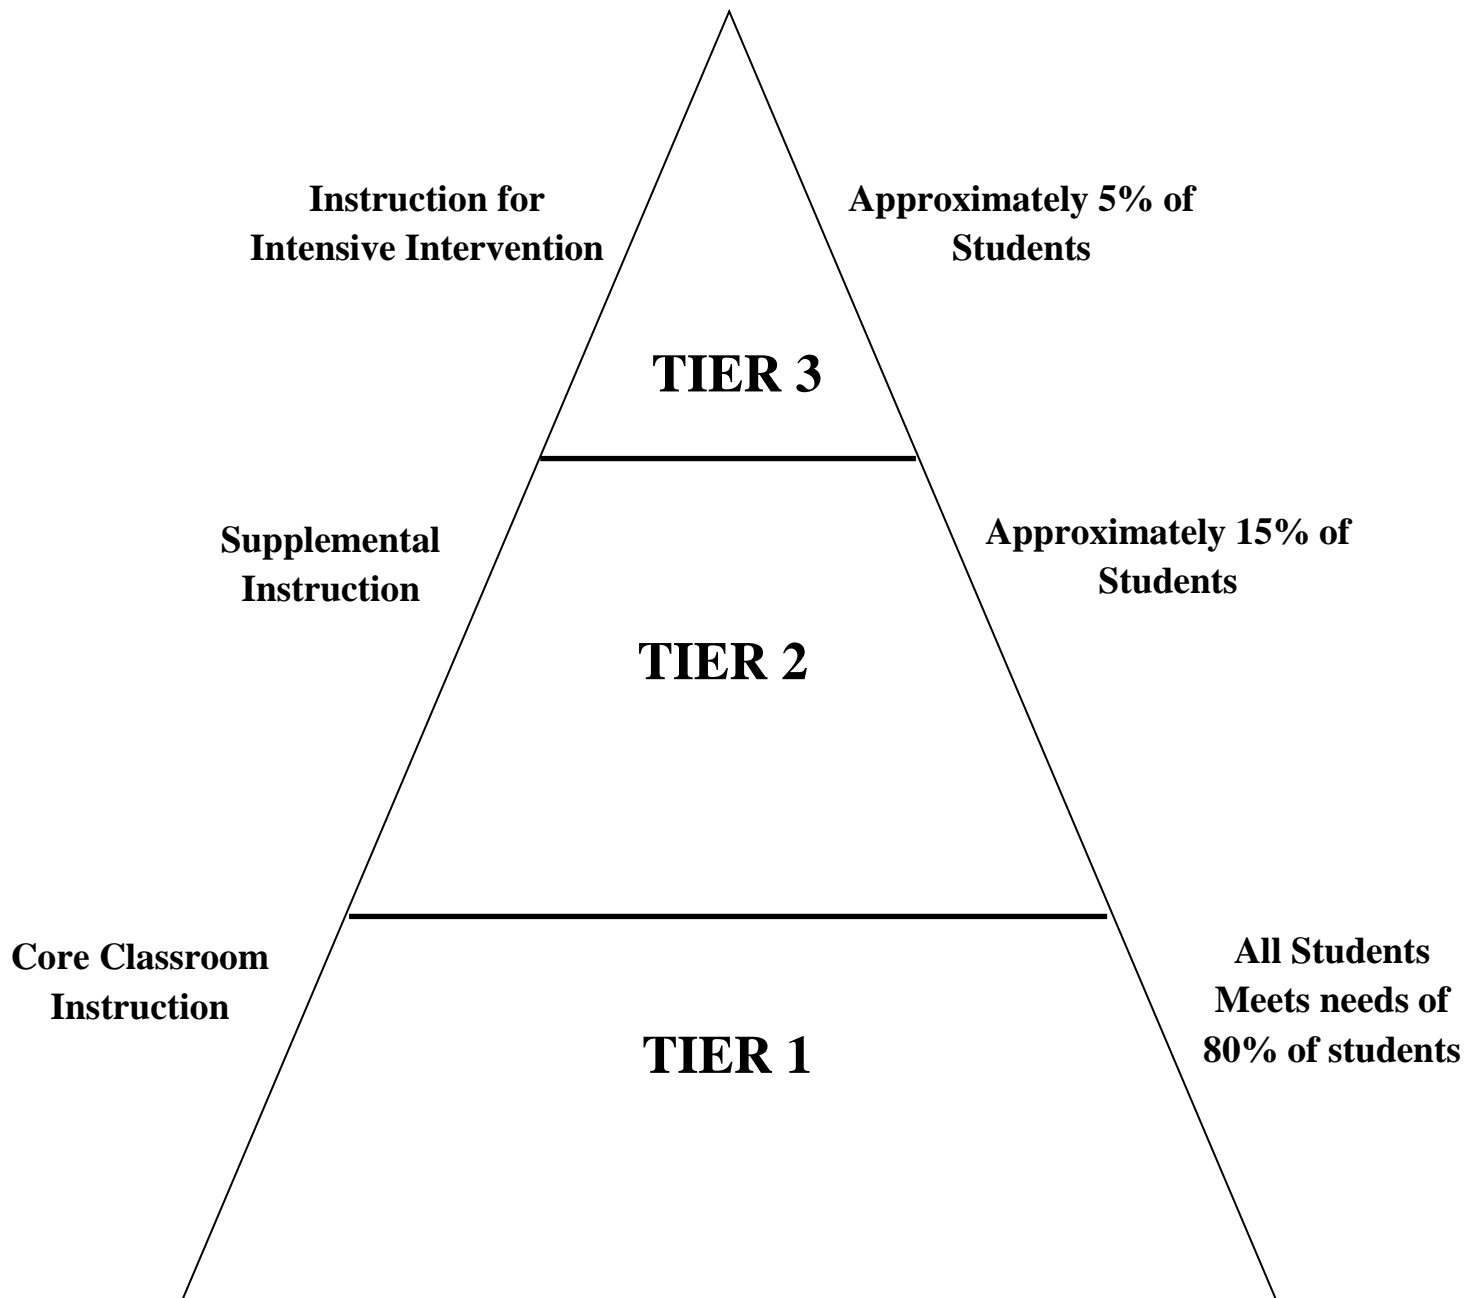 Instruction for
Intensive Intervention
Approximately 5% of
Students
TIER 3
Supplemental
Instruction
Approximately 15% of
Students
TIER 2
Core Classroom
Instruction
All Students
Meets needs of
80% of students
TIER 1